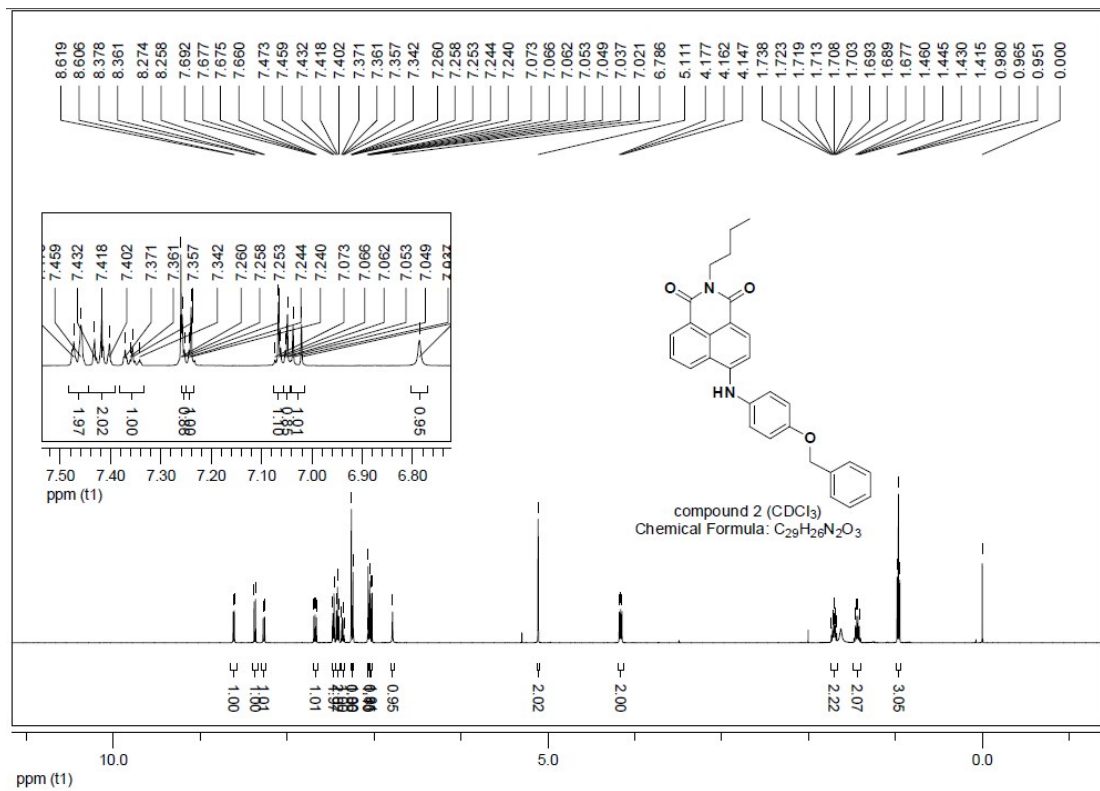 8.619 8.606 8.378 8.361 8.274 8.258 7.692 7.677 7.675 7.660 7.473 7.459 7.432 7.418 7.402 7.371 7.361 7.357 7.342 7.260 7.258 7.253 7.244 7.240 7.073 7.066 7.062 7.053 7.049 7.037 7.021 6.786 5.111 4.177 4.162 4.147 1.738 1.723 1.719 1.713 1.708 1.703 1.693 1.689 1.677 1.460 1.445 1.430 1.415 0.980 0.965 0.951 0.000
7.459 7.432 7.418 7.402 7.371 7.361 7.357 7.342 7.260 7.258 7.253 7.244 7.240 7.073 7.066 7.062 7.053 7.049 7.037
1.97 2.02 1.00 1.10 0.85 1.01 0.95
7.50 7.40 7.30 7.20 7.10 7.00 6.90 6.80
ppm (t1)
O N O
HN
O
compound 2 (CDCl₃)
Chemical Formula: C₂₉H₂₆N₂O₃
1.00 1.00 1.01 1.01 0.95 2.02 2.00 2.22 2.07 3.05
10.0 5.0 0.0
ppm (t1)